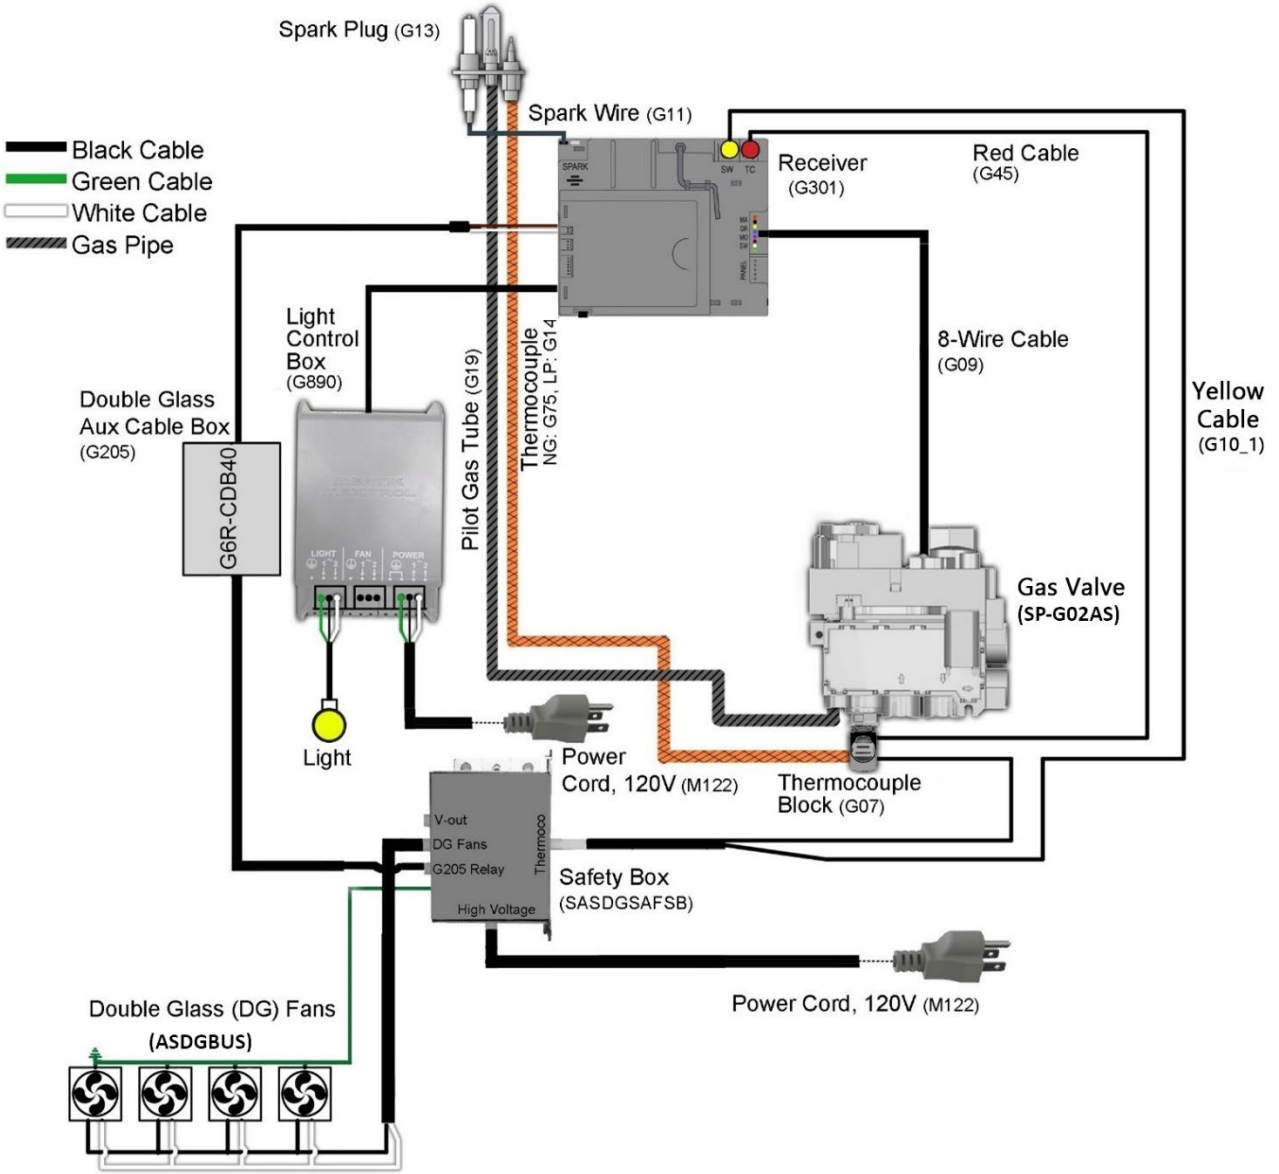 Spark Plug (G13)
Spark Wire (G11)
Black Cable
Green Cable
White Cable
Gas Pipe
SPARK
SW TC
Receiver
(G301)
Red Cable
(G45)
PANEL
Light
Control
Box
(G890)
Double Glass
Aux Cable Box
(G205)
G6R-CDB40
Pilot Gas Tube (G19)
Thermocouple
NG: G75, LP: G14
8-Wire Cable
(G09)
Yellow
Cable
(G10_1)
LIGHT FAN POWER
Gas Valve
(SP-G02AS)
Light
Power
Cord, 120V (M122)
Thermocouple
Block (G07)
V-out
DG Fans
G205 Relay
High Voltage
Thermoco
Safety Box
(SASDGSAFSB)
Power Cord, 120V (M122)
Double Glass (DG) Fans
(ASDGBUS)